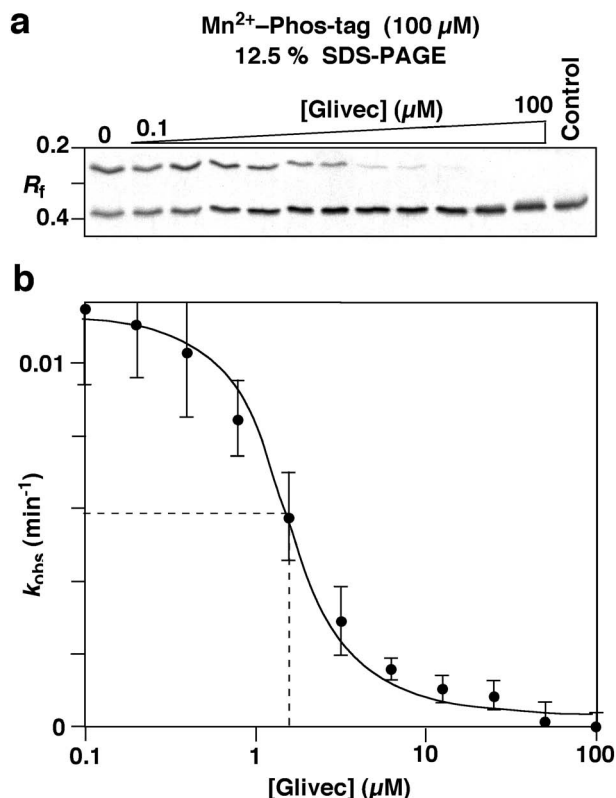 a
Mn²⁺–Phos-tag (100 µM)
12.5 % SDS-PAGE
[Glivec] (µM)
0
0.1
100
Control
0.2
Rf
0.4
b
0.01
kobs (min⁻¹)
0
0.1
1
10
100
[Glivec] (µM)